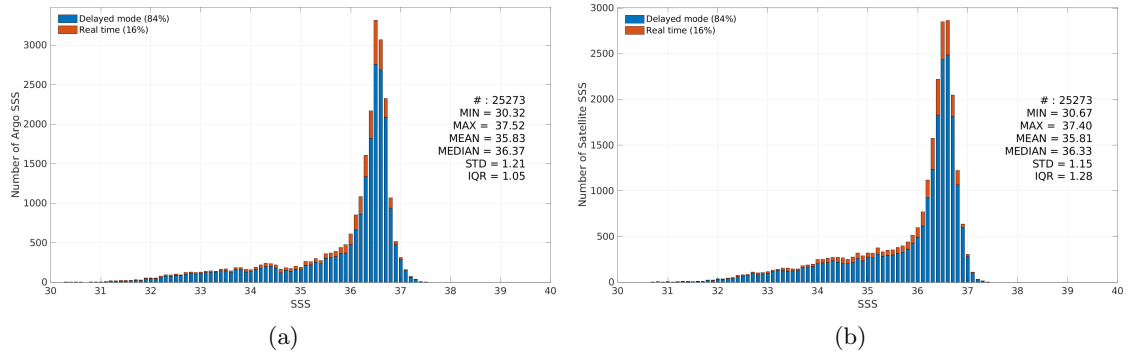 Delayed mode (84%)
Real time (16%)
Number of Argo SSS
3000
2500
2000
1500
1000
500
0
# : 25273
MIN = 30.32
MAX = 37.52
MEAN = 35.83
MEDIAN = 36.37
STD = 1.21
IQR = 1.05
30 31 32 33 34 35 36 37 38 39 40
SSS
(a)
Delayed mode (84%)
Real time (16%)
Number of Satellite SSS
3000
2500
2000
1500
1000
500
0
# : 25273
MIN = 30.67
MAX = 37.40
MEAN = 35.81
MEDIAN = 36.33
STD = 1.15
IQR = 1.28
30 31 32 33 34 35 36 37 38 39 40
SSS
(b)